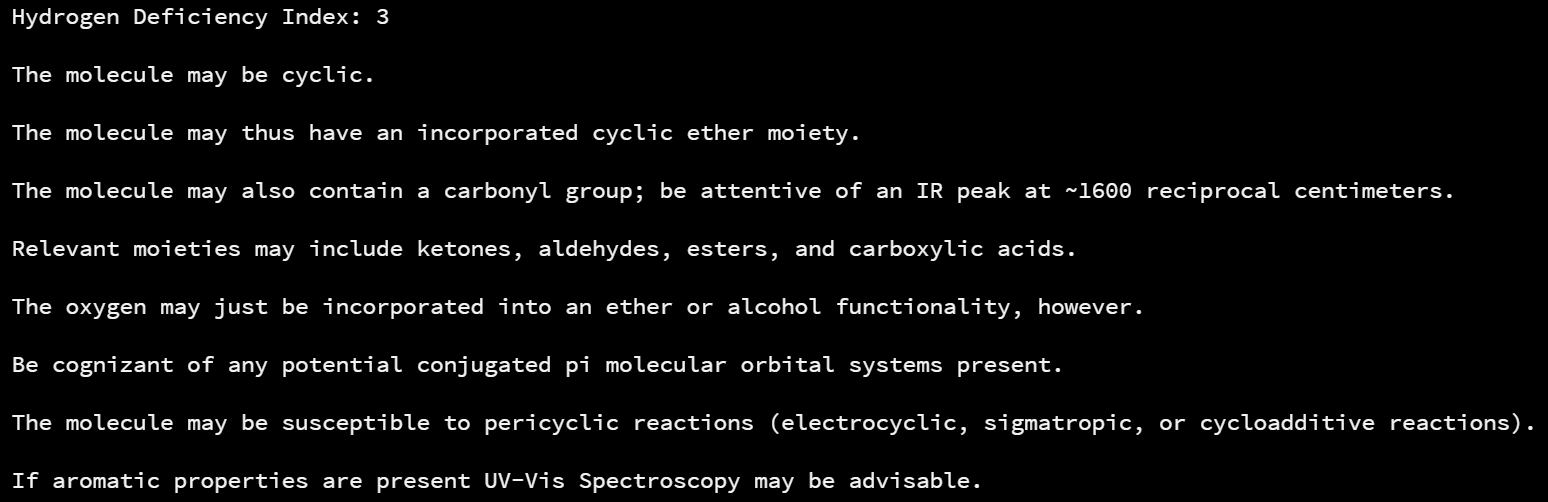 Hydrogen Deficiency Index: 3
The molecule may be cyclic.
The molecule may thus have an incorporated cyclic ether moiety.
The molecule may also contain a carbonyl group; be attentive of an IR peak at ~1600 reciprocal centimeters.
Relevant moieties may include ketones, aldehydes, esters, and carboxylic acids.
The oxygen may just be incorporated into an ether or alcohol functionality, however.
Be cognizant of any potential conjugated pi molecular orbital systems present.
The molecule may be susceptible to pericyclic reactions (electrocyclic, sigmatropic, or cycloadditive reactions).
If aromatic properties are present UV-Vis Spectroscopy may be advisable.